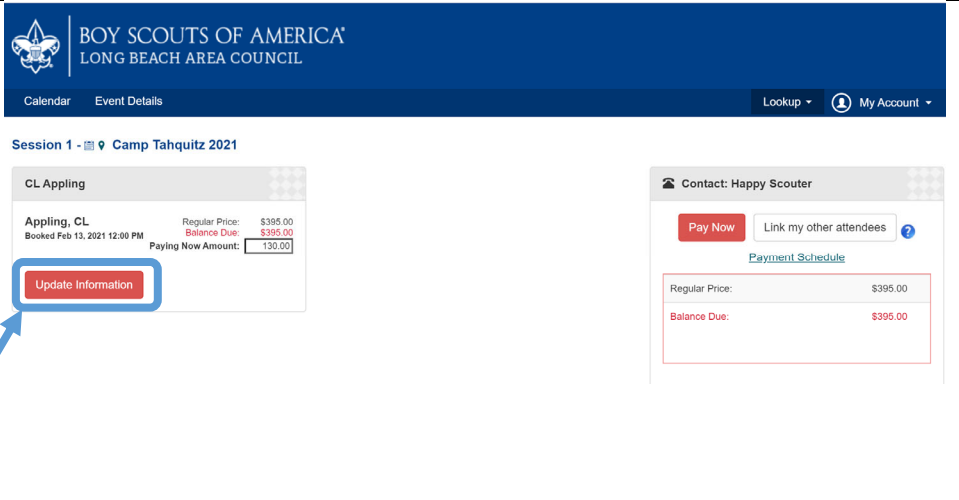 BOY SCOUTS OF AMERICA®
LONG BEACH AREA COUNCIL
Calendar Event Details Lookup My Account
Session 1 - Camp Tahquitz 2021
CL Appling
Appling, CL Regular Price: $395.00
Booked Feb 13, 2021 12:00 PM Balance Due: $395.00
Paying Now Amount: 130.00
Update Information
Contact: Happy Scouter
Pay Now Link my other attendees ?
Payment Schedule
Regular Price: $395.00
Balance Due: $395.00